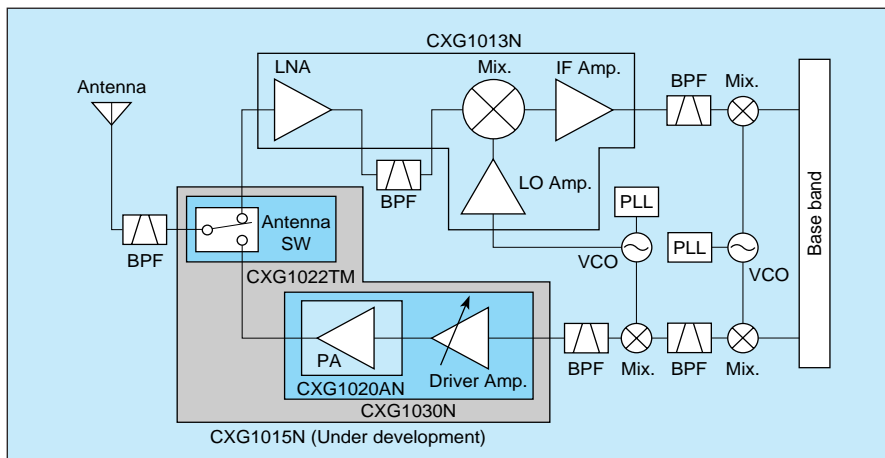 CXG1013N
LNA
Mix.
IF Amp.
BPF
Mix.
Antenna
BPF
LO Amp.
PLL
Antenna
SW
BPF
CXG1022TM
VCO
PLL
VCO
Base band
PA
Driver Amp.
CXG1020AN
CXG1030N
BPF
Mix.
BPF
Mix.
CXG1015N (Under development)